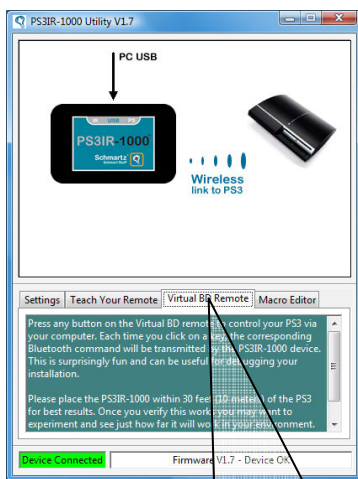 PS3IR-1000 Utility V1.7
PC USB
USB PS
PS3IR-1000
Schmartz
Wireless
link to PS3
Settings Teach Your Remote Virtual BD Remote Macro Editor
Press any button on the Virtual BD remote to control your PS3 via
your computer. Each time you click on a key, the corresponding
Bluetooth command will be transmitted by the PS3IR-1000 device.
This is surprisingly fun and can be useful for debugging your
installation.
Please place the PS3IR-1000 within 30 feet (10 meters) of the PS3
for best results. Once you verify this works you may want to
experiment and see just how far it will work in your environment.
Device Connected Firmware V1.7 - Device OK